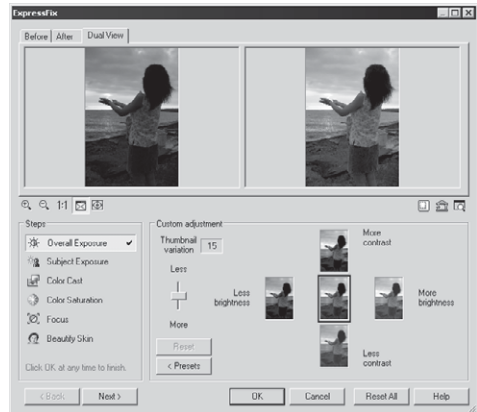 ExpressFix
Before After Dual View
1:1
Steps
Overall Exposure
Subject Exposure
Color Cast
Color Saturation
Focus
Beautify Skin
Click OK at any time to finish.
Custom adjustment
Thumbnail
variation 15
Less
More
Reset
< Presets
More
contrast
Less
brightness
More
brightness
Less
contrast
< Back Next > OK Cancel Reset All Help